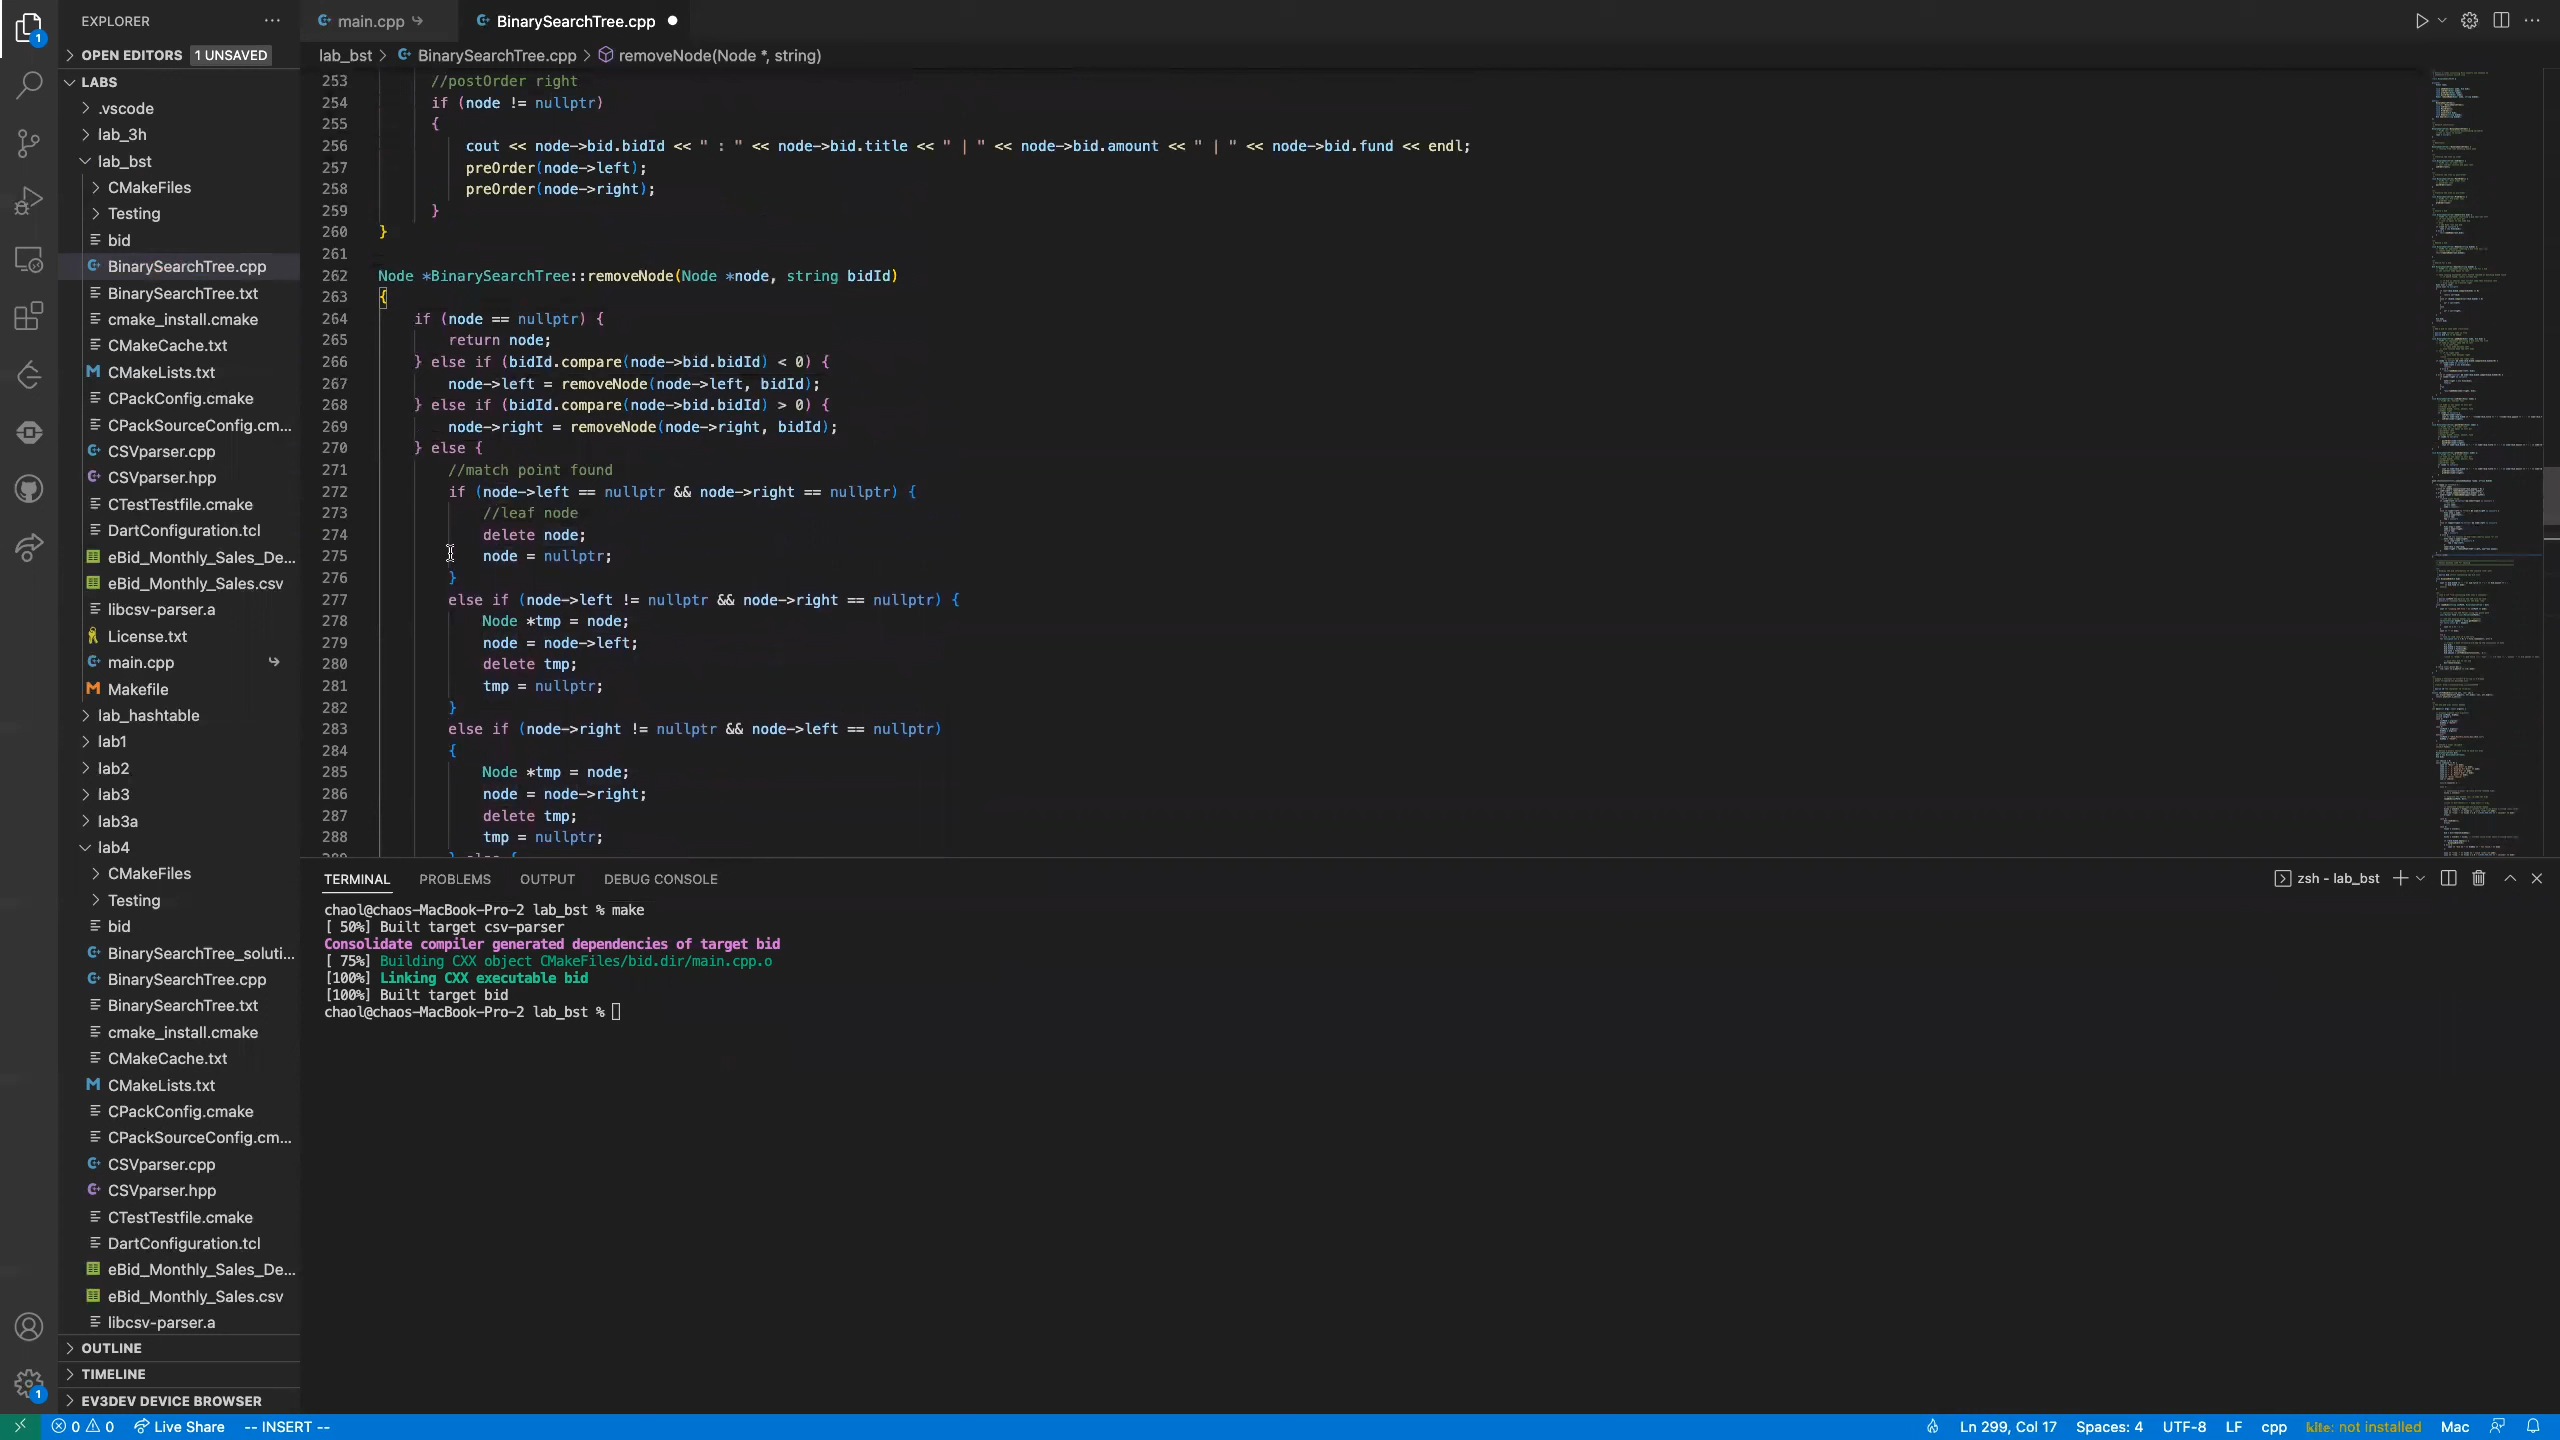 EXPLORER
OPEN EDITORS 1 UNSAVED
LABS
.vscode
lab_3h
lab_bst
CMakeFiles
Testing
bid
BinarySearchTree.cpp
BinarySearchTree.txt
cmake_install.cmake
CMakeCache.txt
CMakeLists.txt
CPackConfig.cmake
CPackSourceConfig.cm...
CSVparser.cpp
CSVparser.hpp
CTestTestfile.cmake
DartConfiguration.tcl
eBid_Monthly_Sales_De...
eBid_Monthly_Sales.csv
libcsv-parser.a
License.txt
main.cpp
Makefile
lab_hashtable
lab1
lab2
lab3
lab3a
lab4
CMakeFiles
Testing
bid
BinarySearchTree_soluti...
BinarySearchTree.cpp
BinarySearchTree.txt
cmake_install.cmake
CMakeCache.txt
CMakeLists.txt
CPackConfig.cmake
CPackSourceConfig.cm...
CSVparser.cpp
CSVparser.hpp
CTestTestfile.cmake
DartConfiguration.tcl
eBid_Monthly_Sales_De...
eBid_Monthly_Sales.csv
libcsv-parser.a
OUTLINE
TIMELINE
EV3DEV DEVICE BROWSER
main.cpp
BinarySearchTree.cpp
lab_bst > BinarySearchTree.cpp > removeNode(Node *, string)
253 //postOrder right
254 if (node != nullptr)
255 {
256 cout << node->bid.bidId << " : " << node->bid.title << " | " << node->bid.amount << " | " << node->bid.fund << endl;
257 preOrder(node->left);
258 preOrder(node->right);
259 }
260 }
261
262 Node *BinarySearchTree::removeNode(Node *node, string bidId)
263 {
264 if (node == nullptr) {
265 return node;
266 } else if (bidId.compare(node->bid.bidId) < 0) {
267 node->left = removeNode(node->left, bidId);
268 } else if (bidId.compare(node->bid.bidId) > 0) {
269 node->right = removeNode(node->right, bidId);
270 } else {
271 //match point found
272 if (node->left == nullptr && node->right == nullptr) {
273 //leaf node
274 delete node;
275 node = nullptr;
276 }
277 else if (node->left != nullptr && node->right == nullptr) {
278 Node *tmp = node;
279 node = node->left;
280 delete tmp;
281 tmp = nullptr;
282 }
283 else if (node->right != nullptr && node->left == nullptr)
284 {
285 Node *tmp = node;
286 node = node->right;
287 delete tmp;
288 tmp = nullptr;
289 } else {
TERMINAL PROBLEMS OUTPUT DEBUG CONSOLE
zsh - lab_bst
chaol@chaos-MacBook-Pro-2 lab_bst % make
[ 50%] Built target csv-parser
Consolidate compiler generated dependencies of target bid
[ 75%] Building CXX object CMakeFiles/bid.dir/main.cpp.o
[100%] Linking CXX executable bid
[100%] Built target bid
chaol@chaos-MacBook-Pro-2 lab_bst %
0 0 Live Share -- INSERT --
Ln 299, Col 17 Spaces: 4 UTF-8 LF cpp kite: not installed Mac